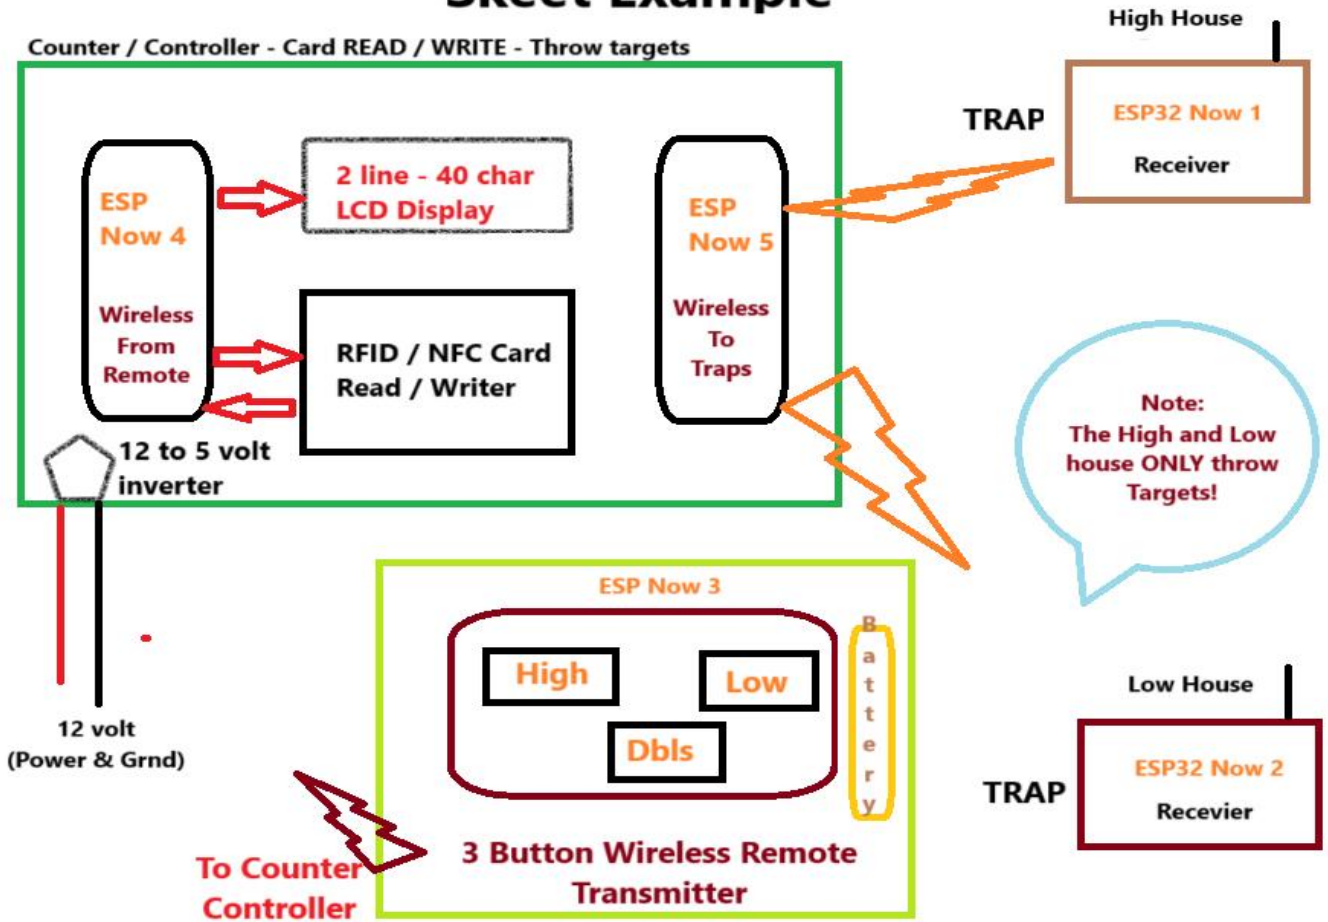 Skeet Example
Counter / Controller - Card READ / WRITE - Throw targets
ESP
Now 4
Wireless
From
Remote
2 line - 40 char
LCD Display
RFID / NFC Card
Read / Writer
12 to 5 volt
inverter
12 volt
(Power & Grnd)
ESP
Now 5
Wireless
To
Traps
High House
TRAP
ESP32 Now 1
Receiver
Note:
The High and Low
house ONLY throw
Targets!
ESP Now 3
High
Low
Dbls
Battery
3 Button Wireless Remote
Transmitter
To Counter
Controller
Low House
TRAP
ESP32 Now 2
Recevier